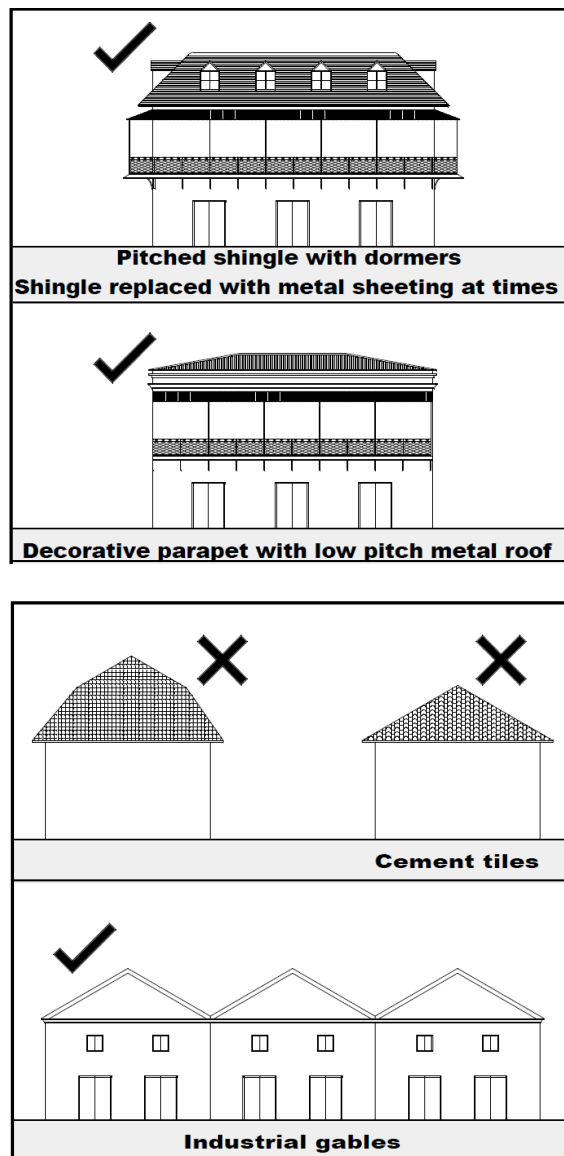 Pitched shingle with dormers
Shingle replaced with metal sheeting at times
Decorative parapet with low pitch metal roof
Cement tiles
Industrial gables